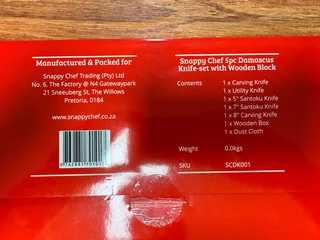 Manufactured & Packed for
Snappy Chef Trading (Pty) Ltd
No. 6, The Factory @ N4 Gatewaypark
21 Sneeuberg St, The Willows
Pretoria, 0184
www.snappychef.co.za
Snappy Chef 5pc Damascus
Knife-set with Wooden Block
Contents
1 x Carving Knife
1 x Utility Knife
1 x 5" Santoku Knife
1 x 7" Santoku Knife
1 x 8" Carving Knife
1 x Wooden Box
1 x Dust Cloth
Weight 0.0kgs
SKU SCDK001